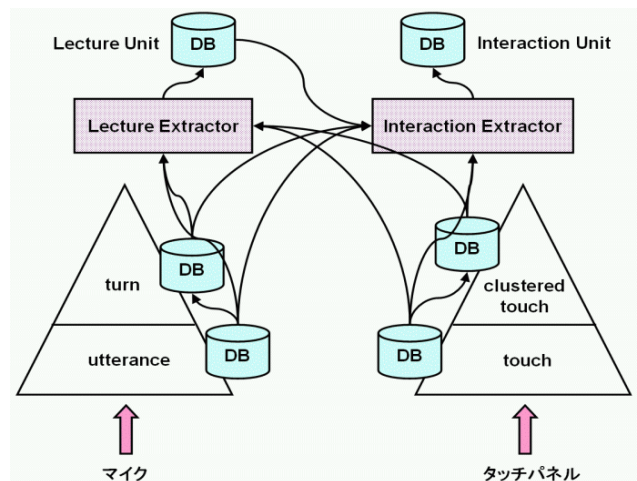 Lecture Unit
DB
DB
Interaction Unit
Lecture Extractor
Interaction Extractor
DB
DB
turn
clustered
touch
utterance
DB
DB
touch
マイク
タッチパネル